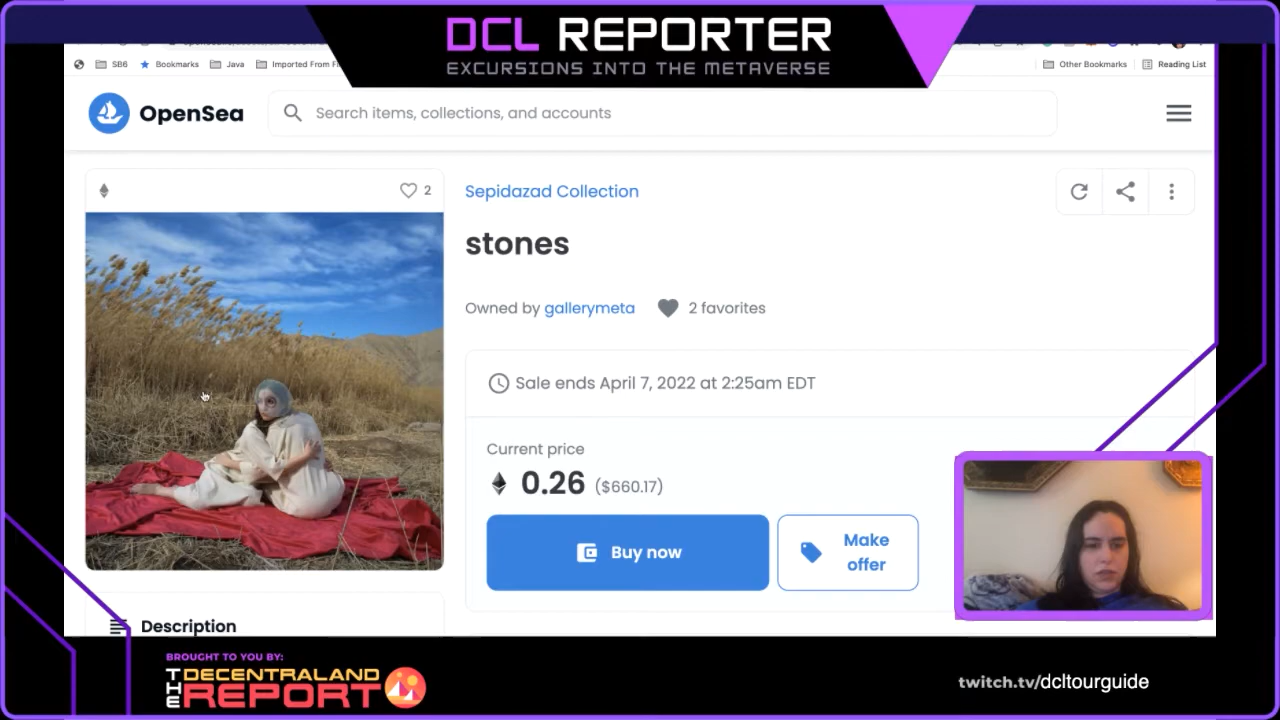 DCL REPORTER
EXCURSIONS INTO THE METAVERSE
SB6 Bookmarks Java Imported From Fi
Other Bookmarks Reading List
OpenSea Search items, collections, and accounts
2
Sepidazad Collection
stones
Owned by gallerymeta 2 favorites
Sale ends April 7, 2022 at 2:25am EDT
Current price
0.26 ($660.17)
Buy now
Make
offer
Description
BROUGHT TO YOU BY:
THE DECENTRALAND
REPORT
twitch.tv/dcltourguide